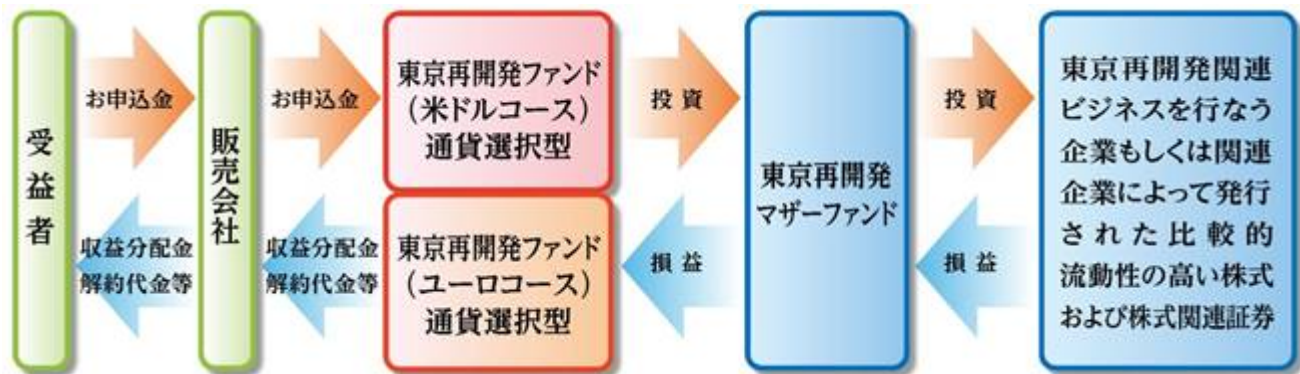 受益者
お申込金
収益分配金
解約代金等
販売会社
お申込金
収益分配金
解約代金等
東京再開発ファンド
(米ドルコース)
通貨選択型
東京再開発ファンド
(ユーロコース)
通貨選択型
投資
損益
東京再開発
マザーファンド
投資
損益
東京再開発関連
ビジネスを行なう
企業もしくは関連
企業によって発行
された比較的
流動性の高い株式
および株式関連証券